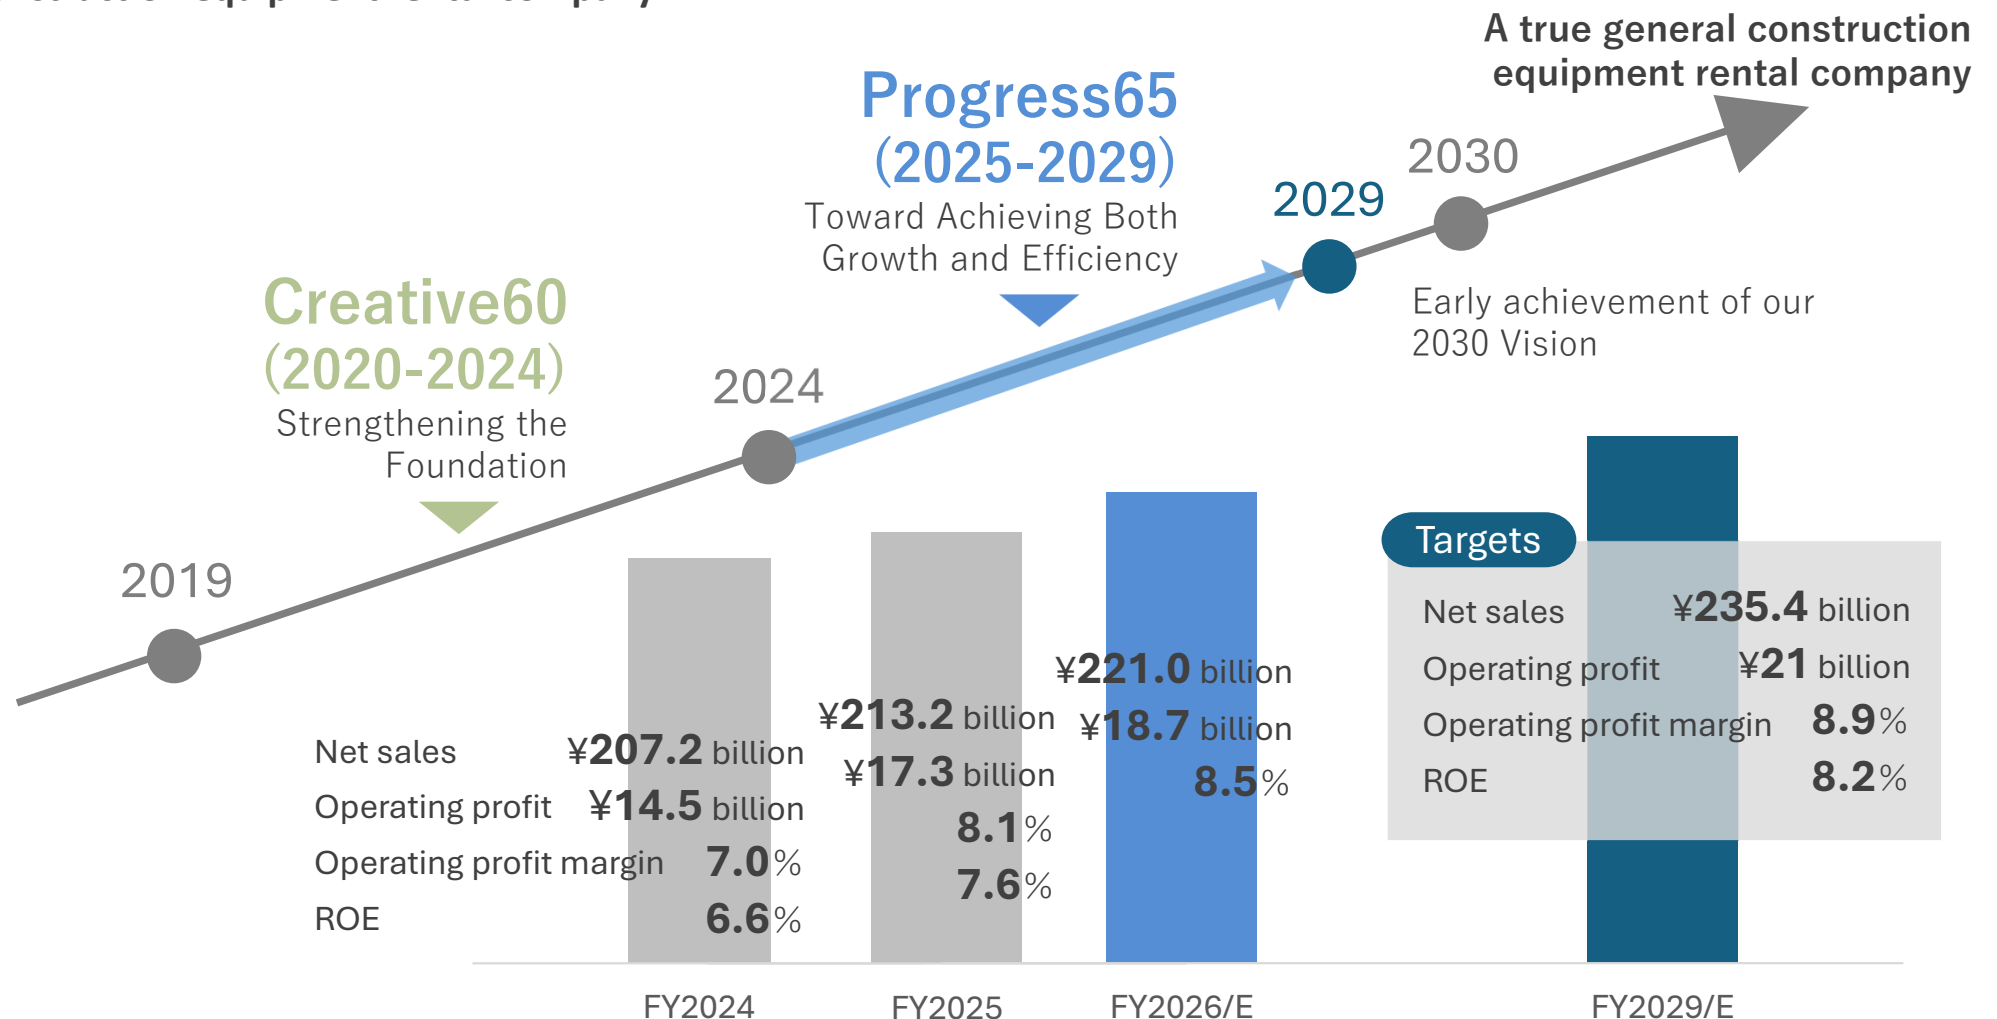 A true general construction
equipment rental company
Progress65
(2025-2029)
Toward Achieving Both
Growth and Efficiency
2030
2029
Early achievement of our
2030 Vision
Creative60
(2020-2024)
Strengthening the
Foundation
2024
2019
Targets
Net sales ¥235.4 billion
Operating profit ¥21 billion
Operating profit margin 8.9%
ROE 8.2%
¥221.0 billion
¥18.7 billion
8.5%
¥213.2 billion
¥17.3 billion
8.1%
7.6%
Net sales ¥207.2 billion
Operating profit ¥14.5 billion
Operating profit margin 7.0%
ROE 6.6%
FY2024 FY2025 FY2026/E FY2029/E